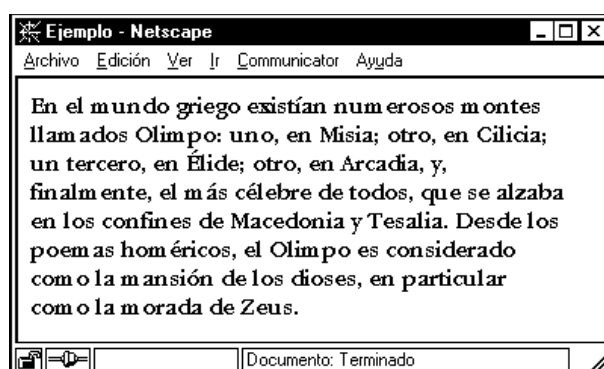 Ejemplo - Netscape
Archivo Edición Ver Ir Communicator Ayuda
En el mundo griego existían numerosos montes
llamados Olimpo: uno, en Misia; otro, en Cilicia;
un tercero, en Élide; otro, en Arcadia, y,
finalmente, el más célebre de todos, que se alzaba
en los confines de Macedonia y Tesalia. Desde los
poemas homéricos, el Olimpo es considerado
como la mansión de los dioses, en particular
como la morada de Zeus.
Documento: Terminado